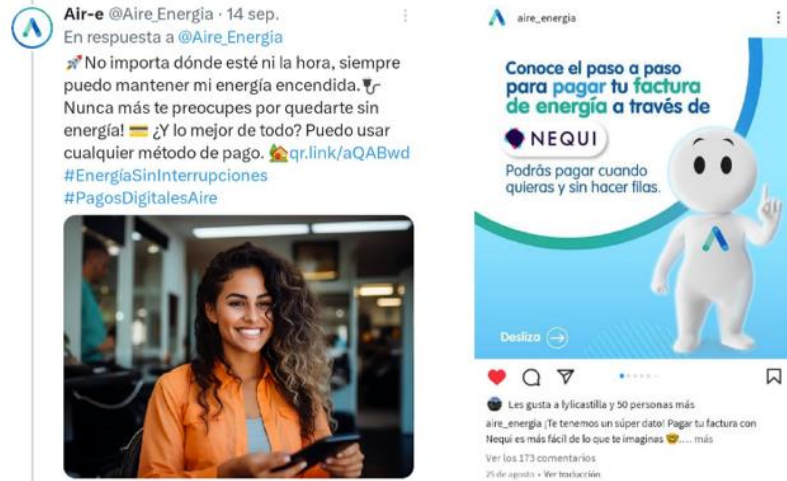 Air-e @Aire_Energia · 14 sep.
En respuesta a @Aire_Energia
🚀No importa dónde esté ni la hora, siempre
puedo mantener mi energía encendida.🔌
Nunca más te preocupes por quedarte sin
energía! 💳 ¿Y lo mejor de todo? Puedo usar
cualquier método de pago. 🏡qr.link/aQABwd
#EnergíaSinInterrupciones
#PagosDigitalesAire
aire_energia
Conoce el paso a paso
para pagar tu factura
de energía a través de
NEQUI
Podrás pagar cuando
quieras y sin hacer filas.
Desliza
Les gusta a lylicastilla y 50 personas más
aire_energia ¡Te tenemos un súper dato! Pagar tu factura con
Nequi es más fácil de lo que te imaginas 🤓.... más
Ver los 173 comentarios
25 de agosto • Ver traducción